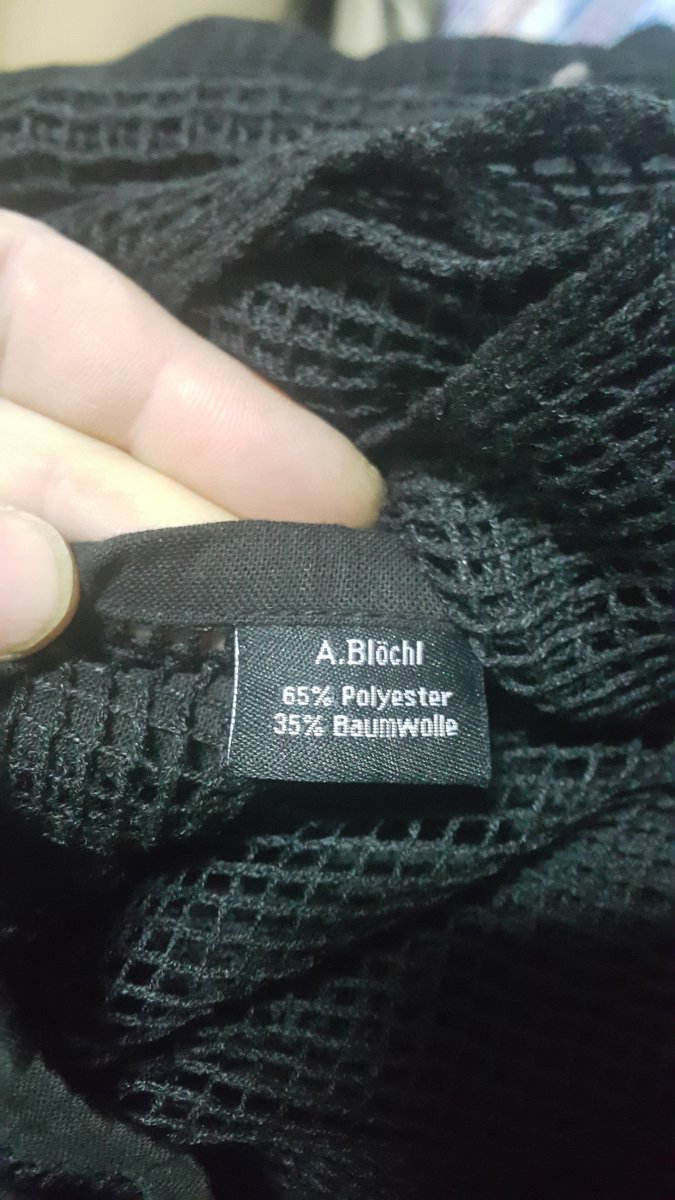 A.Blöchl
65% Polyester
35% Baumwolle